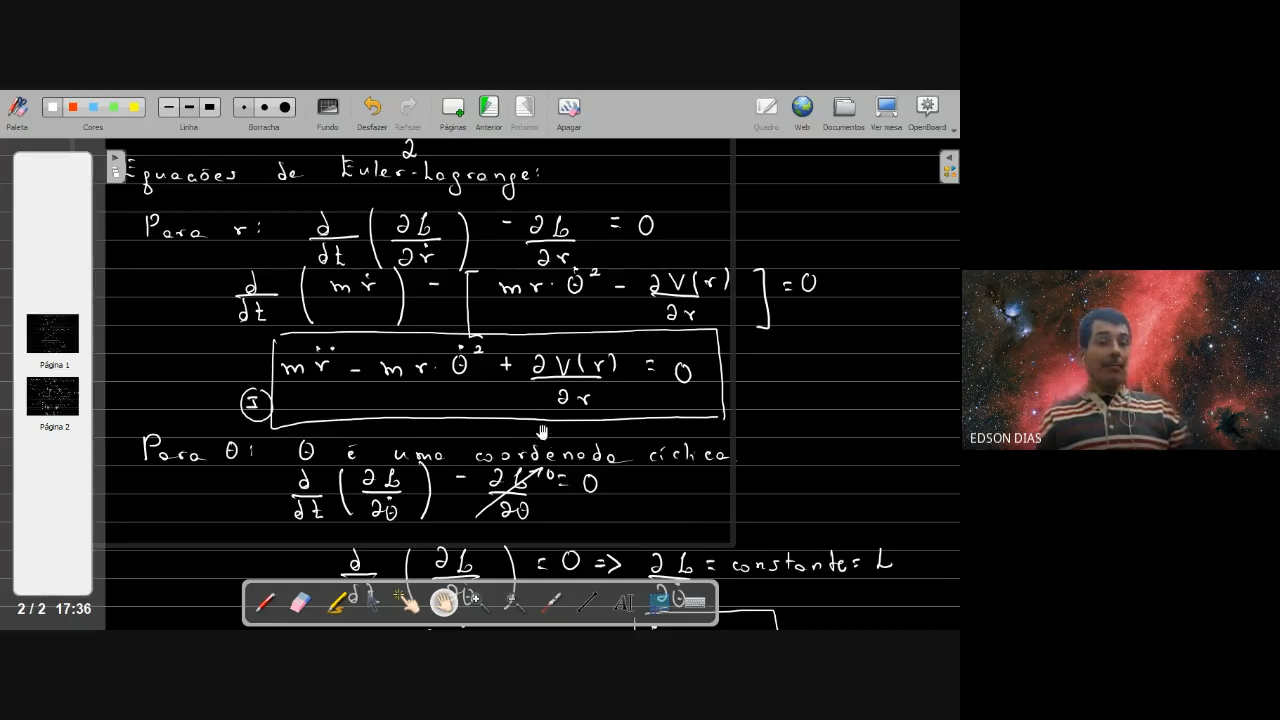 Paleta Cores Linha Borracha Fundo Desfazer Refazer Páginas Anterior Próximo Apagar Quadro Web Documentos Ver mesa OpenBoard
2
Equações de Euler-Lagrange:
Para r: d/dt (∂L/∂ṙ) - ∂L/∂r = 0
d/dt (mṙ) - [mr·θ̇² - ∂V(r)/∂r] = 0
I mr̈ - mr·θ̇² + ∂V(r)/∂r = 0
Para θ: θ é uma coordenada cíclica
d/dt (∂L/∂θ̇) - ∂L/∂θ 0 = 0
d/dt (∂L/∂θ̇) = 0 => ∂L/∂θ̇ = constante = L
Página 1
Página 2
2 / 2 17:36
EDSON DIAS